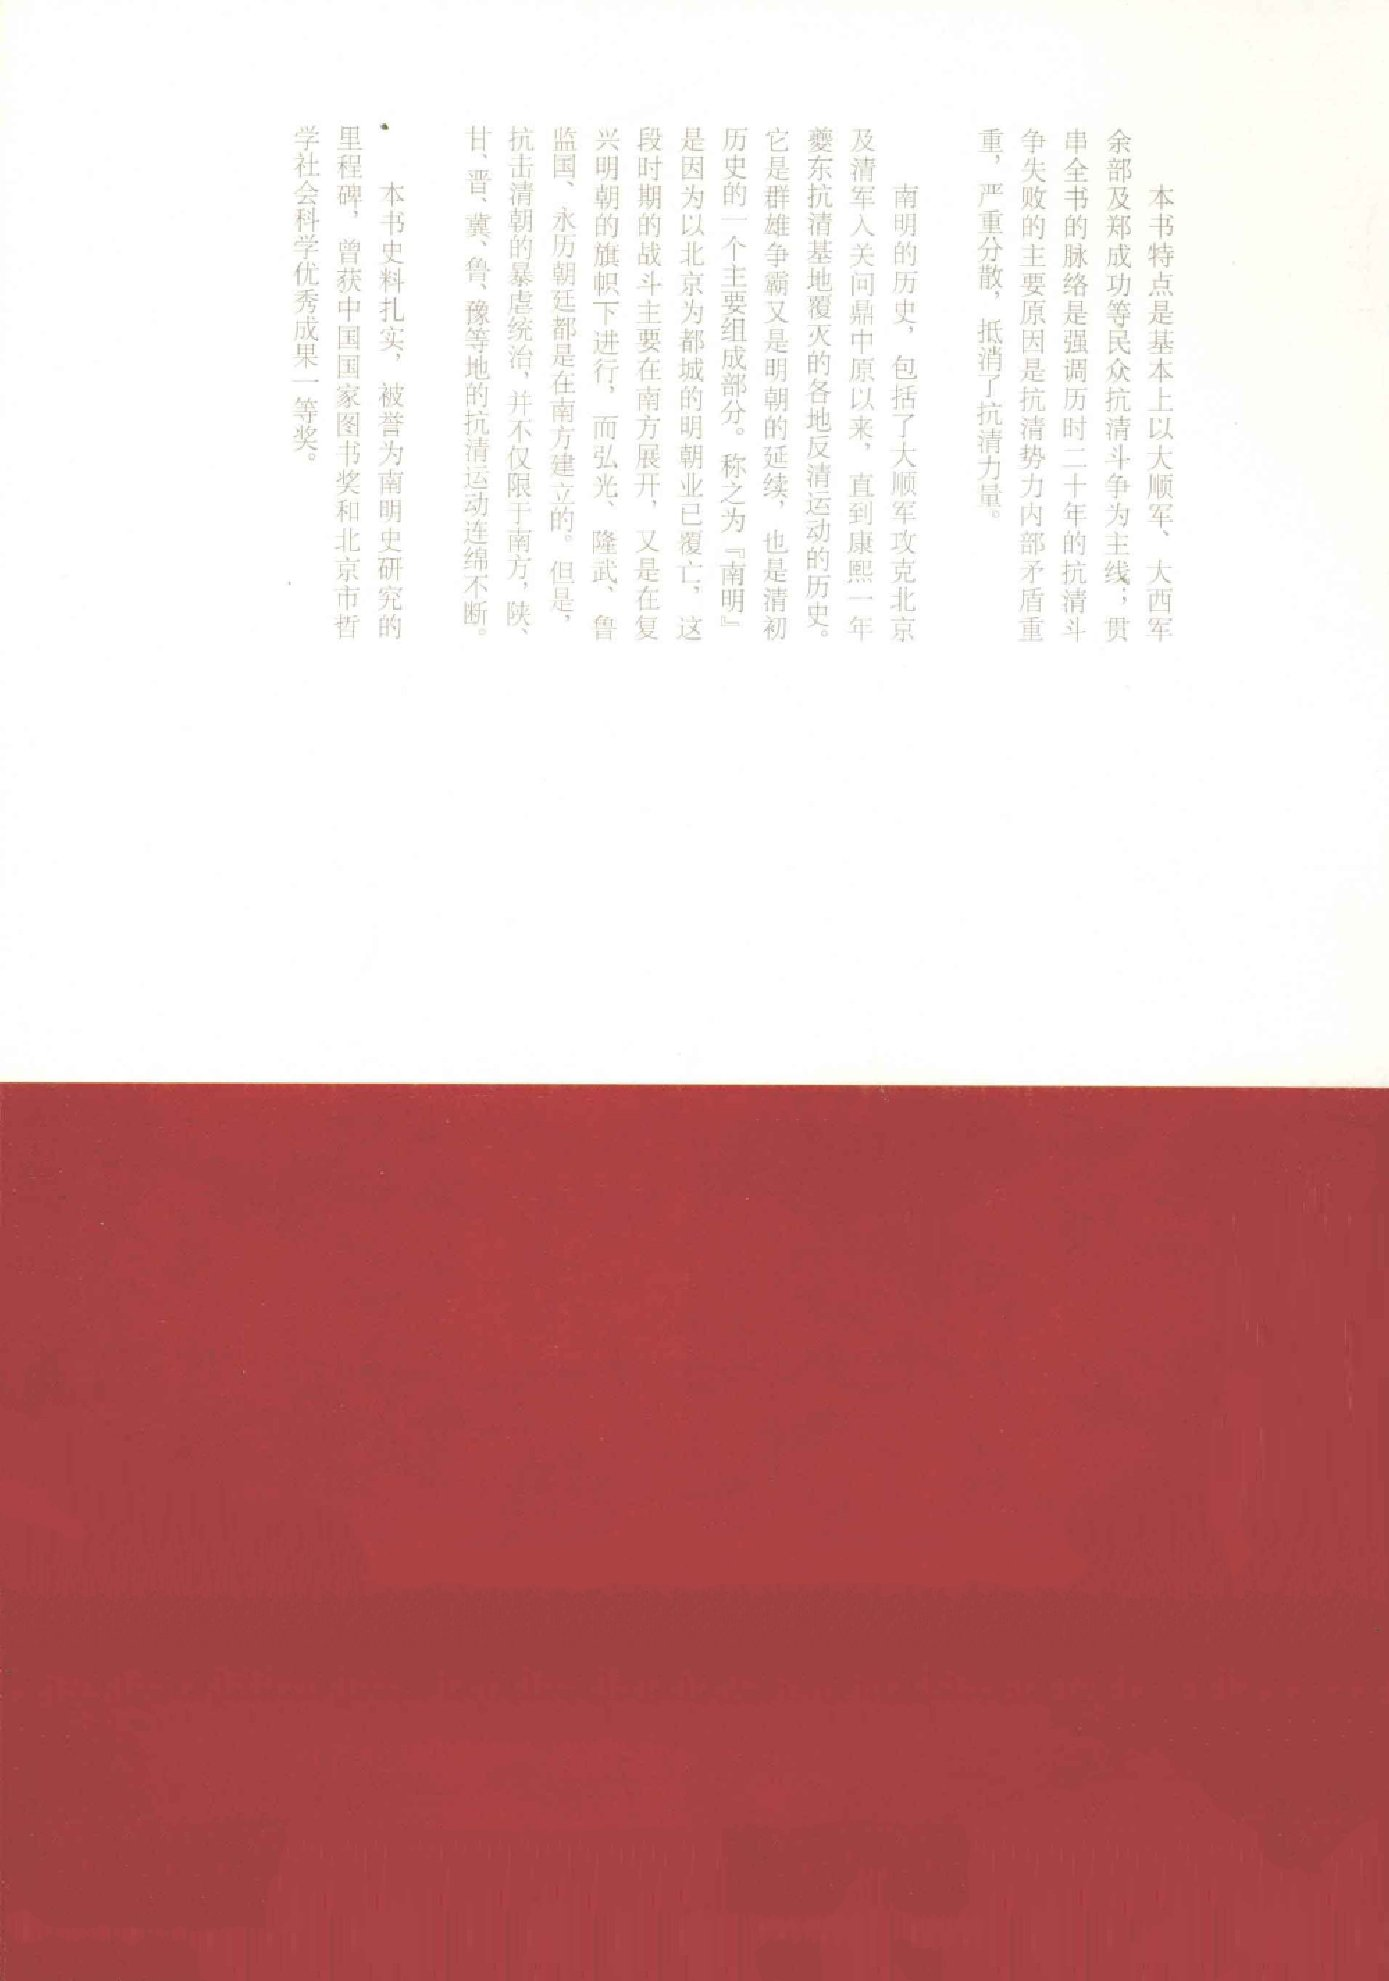 本书特点是基本上以大顺军、大西军
余部及郑成功等民众抗清斗争为主线，贯
串全书的脉络是强调历时二十年的抗清斗
争失败的主要原因是抗清势力内部矛盾重
重，严重分散，抵消了抗清力量。
南明的历史，包括了大顺军攻克北京
及清军入关问鼎中原以来，直到康熙一年
夔东抗清基地覆灭的各地反清运动的历史。
它是群雄争霸又是明朝的延续，也是清初
历史的一个主要组成部分。称之为『南明』
是因为以北京为都城的明朝业已覆亡，这
段时期的战斗主要在南方展开，又是在复
兴明朝的旗帜下进行，而弘光、隆武、鲁
监国、永历朝廷都是在南方建立的。但是，
抗击清朝的暴虐统治，并不仅限于南方，陕、
甘、晋、冀、鲁、豫等地的抗清运动连绵不断。
本书史料扎实，被誉为南明史研究的
里程碑，曾获中国国家图书奖和北京市哲
学社会科学优秀成果一等奖。